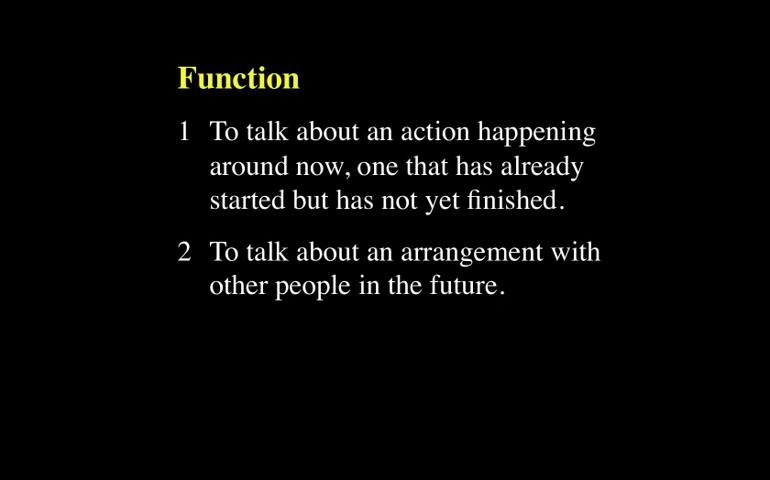 Function
1 To talk about an action happening
around now, one that has already
started but has not yet finished.
2 To talk about an arrangement with
other people in the future.